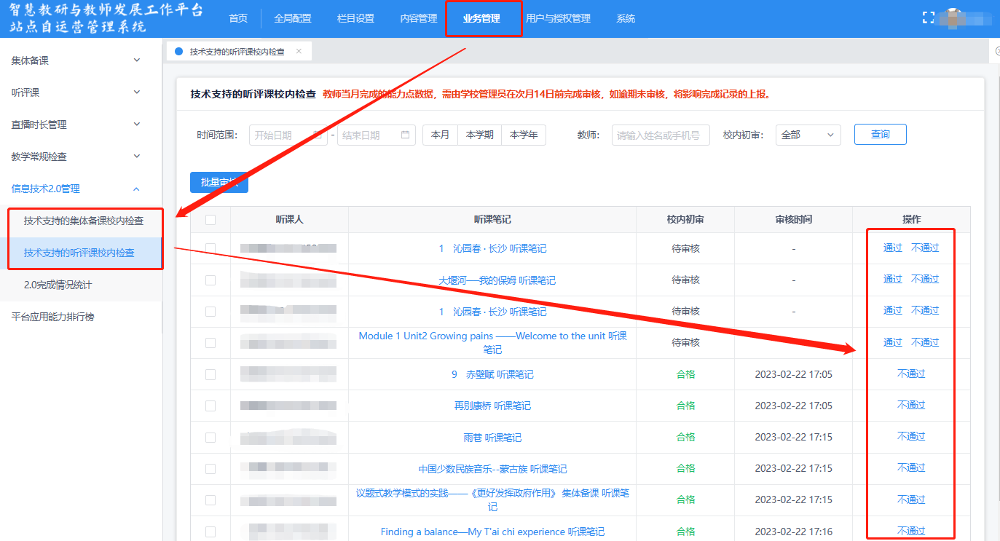 智慧教研与教师发展工作平台
站点自运营管理系统
首页 全局配置 栏目设置 内容管理 业务管理 用户与授权管理 系统
集体备课
听评课
直播时长管理
教学常规检查
信息技术2.0管理
技术支持的集体备课校内检查
技术支持的听评课校内检查
2.0完成情况统计
平台应用能力排行榜
技术支持的听评课校内检查
技术支持的听评课校内检查 教师当月完成的能力点数据，需由学校管理员在次月14日前完成审核，如逾期未审核，将影响完成记录的上报。
时间范围： 开始日期 - 结束日期 本月 本学期 本学年 教师： 请输入姓名或手机号 校内初审： 全部 查询
批量审核
听课人 听课笔记 校内初审 审核时间 操作
1 沁园春·长沙 听课笔记 待审核 - 通过 不通过
大堰河——我的保姆 听课笔记 待审核 - 通过 不通过
1 沁园春·长沙 听课笔记 待审核 - 通过 不通过
Module 1 Unit2 Growing pains ——Welcome to the unit 听课
笔记 待审核 通过 不通过
9 赤壁赋 听课笔记 合格 2023-02-22 17:05 不通过
再别康桥 听课笔记 合格 2023-02-22 17:05 不通过
雨巷 听课笔记 合格 2023-02-22 17:15 不通过
中国少数民族音乐--蒙古族 听课笔记 合格 2023-02-22 17:15 不通过
议题式教学模式的实践——《更好发挥政府作用》 集体备课 听课笔
记 合格 2023-02-22 17:15 不通过
Finding a balance—My T'ai chi experience 听课笔记 合格 2023-02-22 17:16 不通过